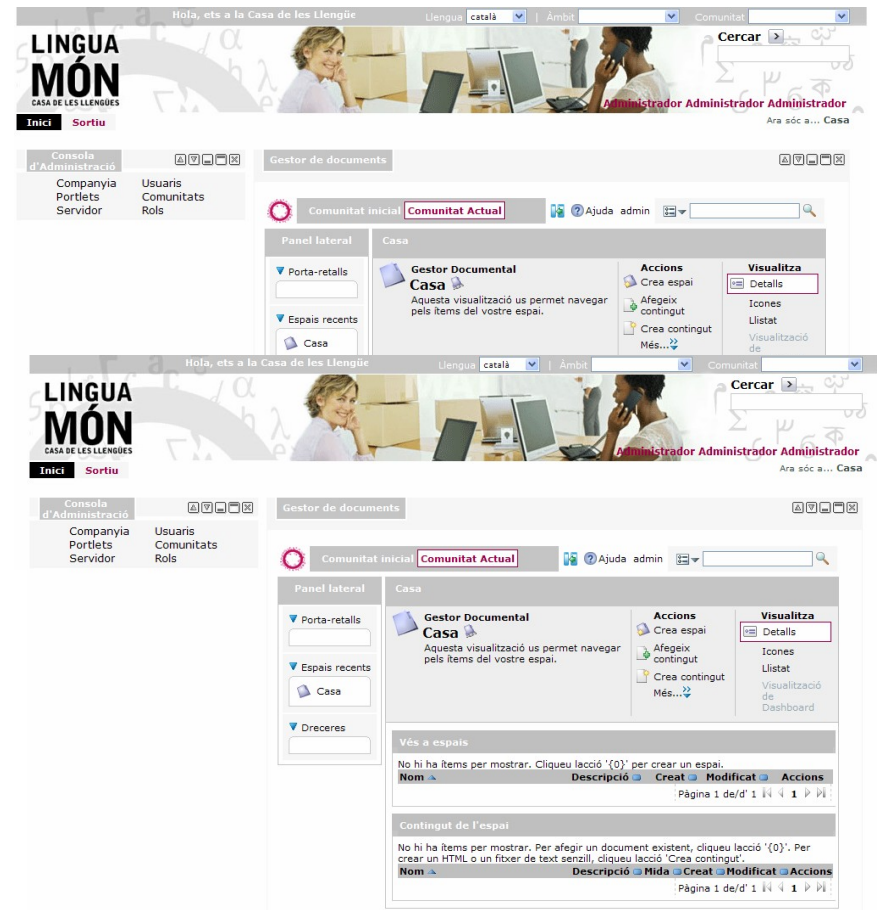 Hola, ets a la Casa de les Llengüe
Llengua català | Àmbit Comunitat
LINGUA
MÓN
CASA DE LES LLENGÜES
Cercar
Administrador Administrador Administrador
Inici Sortiu
Ara sóc a... Casa
Consola
d'Administració
Gestor de documents
Companyia Usuaris
Portlets Comunitats
Servidor Rols
Comunitat inicial Comunitat Actual Ajuda admin
Panel lateral
Casa
Porta-retalls
Espais recents
Casa
Gestor Documental
Casa
Aquesta visualització us permet navegar
pels ítems del vostre espai.
Accions
Crea espai
Afegeix
contingut
Crea contingut
Més...
Visualitza
Detalls
Icones
Llistat
Visualització
de
Hola, ets a la Casa de les Llengüe
Llengua català | Àmbit Comunitat
LINGUA
MÓN
CASA DE LES LLENGÜES
Cercar
Administrador Administrador Administrador
Inici Sortiu
Ara sóc a... Casa
Consola
d'Administració
Gestor de documents
Companyia Usuaris
Portlets Comunitats
Servidor Rols
Comunitat inicial Comunitat Actual Ajuda admin
Panel lateral
Casa
Porta-retalls
Espais recents
Casa
Dreceres
Gestor Documental
Casa
Aquesta visualització us permet navegar
pels ítems del vostre espai.
Accions
Crea espai
Afegeix
contingut
Crea contingut
Més...
Visualitza
Detalls
Icones
Llistat
Visualització
de
Dashboard
Vés a espais
No hi ha ítems per mostrar. Cliqueu lacció '{0}' per crear un espai.
Nom Descripció Creat Modificat Accions
Pàgina 1 de/d' 1 1
Contingut de l'espai
No hi ha ítems per mostrar. Per afegir un document existent, cliqueu lacció '{0}'. Per
crear un HTML o un fitxer de text senzill, cliqueu lacció 'Crea contingut'.
Nom Descripció Mida Creat Modificat Accions
Pàgina 1 de/d' 1 1